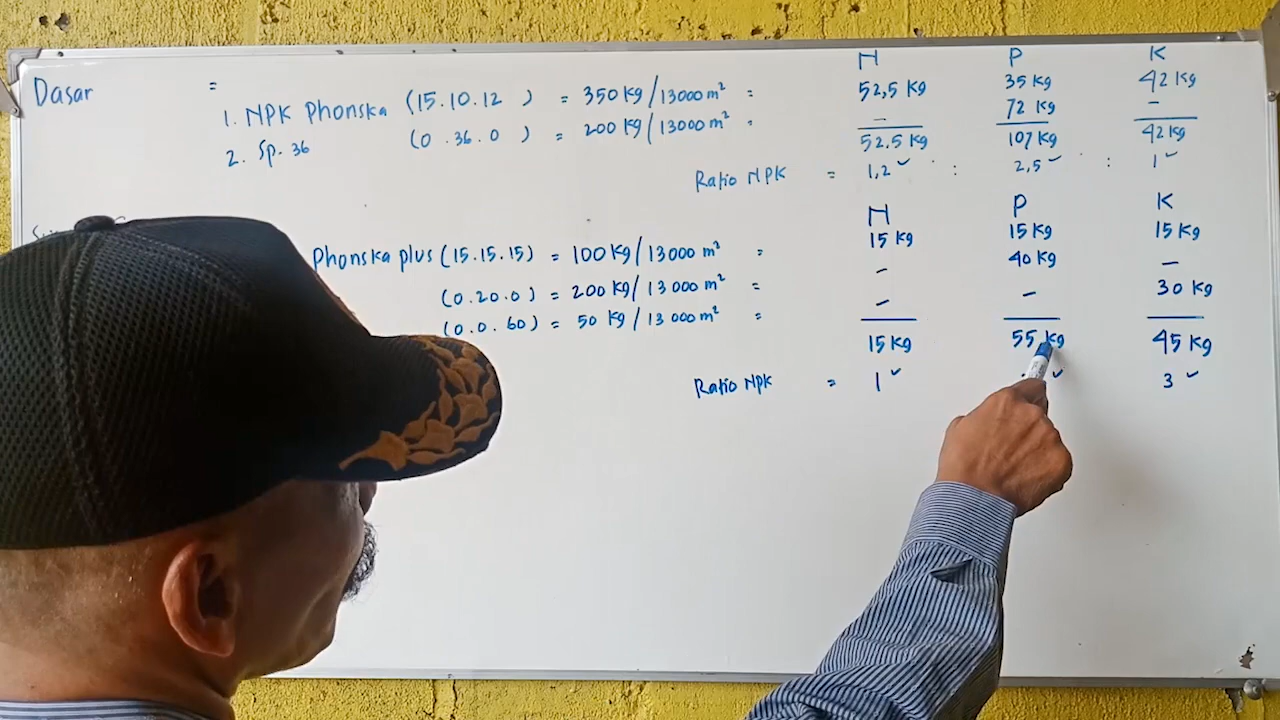 N P K
Dasar =
1. NPK Phonska (15.10.12 ) = 350 Kg/13000 m² = 52,5 Kg 35 Kg 42 Kg
2. Sp. 36 (0.36.0 ) = 200 Kg/13000 m² = - 72 Kg -
52.5 Kg 107 Kg 42 Kg
Ratio NPK = 1,2 ✓ : 2,5 ✓ : 1 ✓
N P K
Phonska plus (15.15.15) = 100 Kg/13000 m² = 15 Kg 15 Kg 15 Kg
(0.20.0) = 200 Kg/13 000 m² = - 40 Kg -
(0.0.60) = 50 Kg/13 000 m² = - - 30 Kg
15 Kg 55 Kg 45 Kg
Ratio NPK = 1 ✓ ✓ 3 ✓